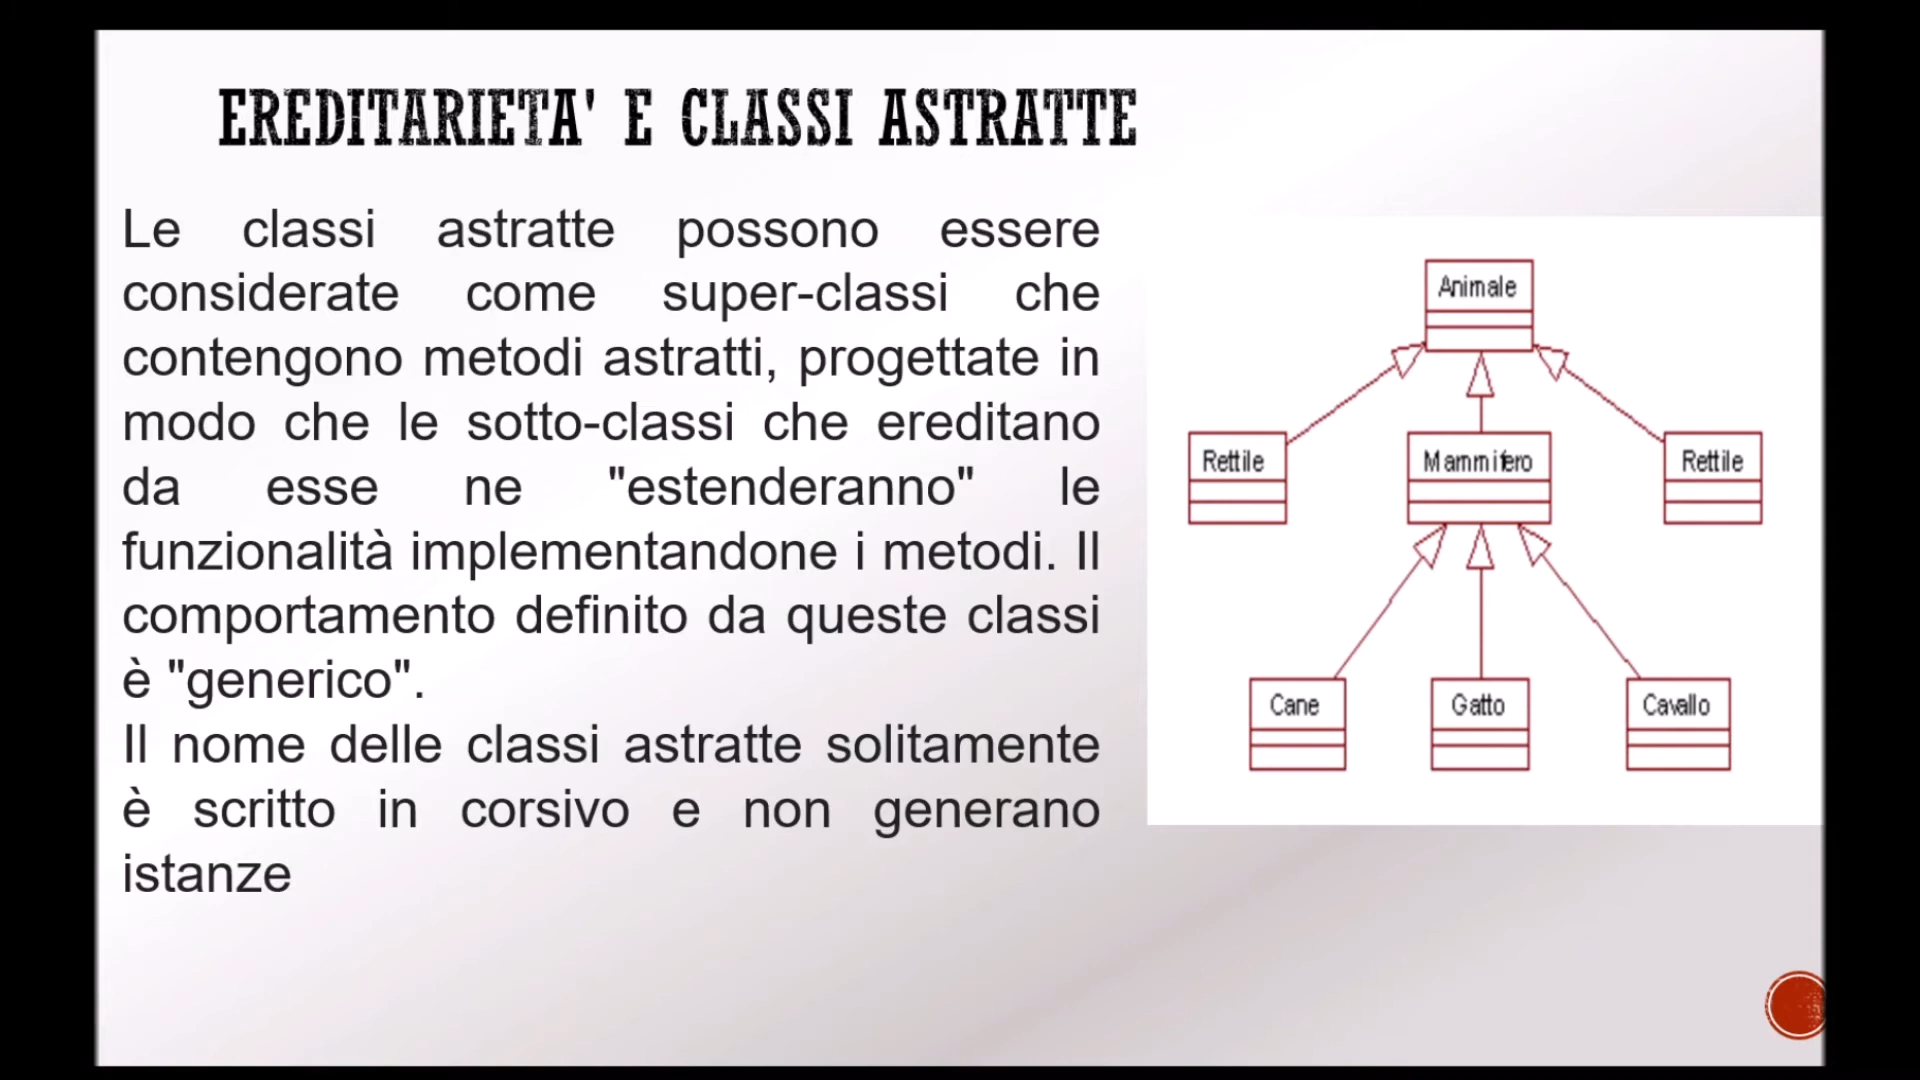 EREDITARIETA' E CLASSI ASTRATTE
Le classi astratte possono essere
considerate come super-classi che
contengono metodi astratti, progettate in
modo che le sotto-classi che ereditano
da esse ne "estenderanno" le
funzionalità implementandone i metodi. Il
comportamento definito da queste classi
è "generico".
Il nome delle classi astratte solitamente
è scritto in corsivo e non generano
istanze
Animale
Rettile
Mammifero
Rettile
Cane
Gatto
Cavallo